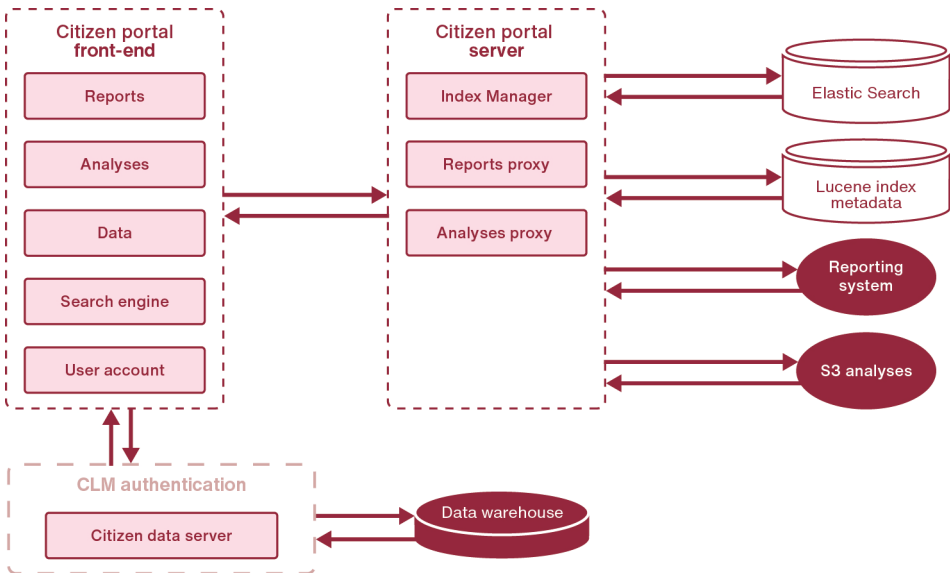 Citizen portal
front-end
Reports
Analyses
Data
Search engine
User account
Citizen portal
server
Index Manager
Reports proxy
Analyses proxy
Elastic Search
Lucene index
metadata
Reporting
system
S3 analyses
CLM authentication
Citizen data server
Data warehouse